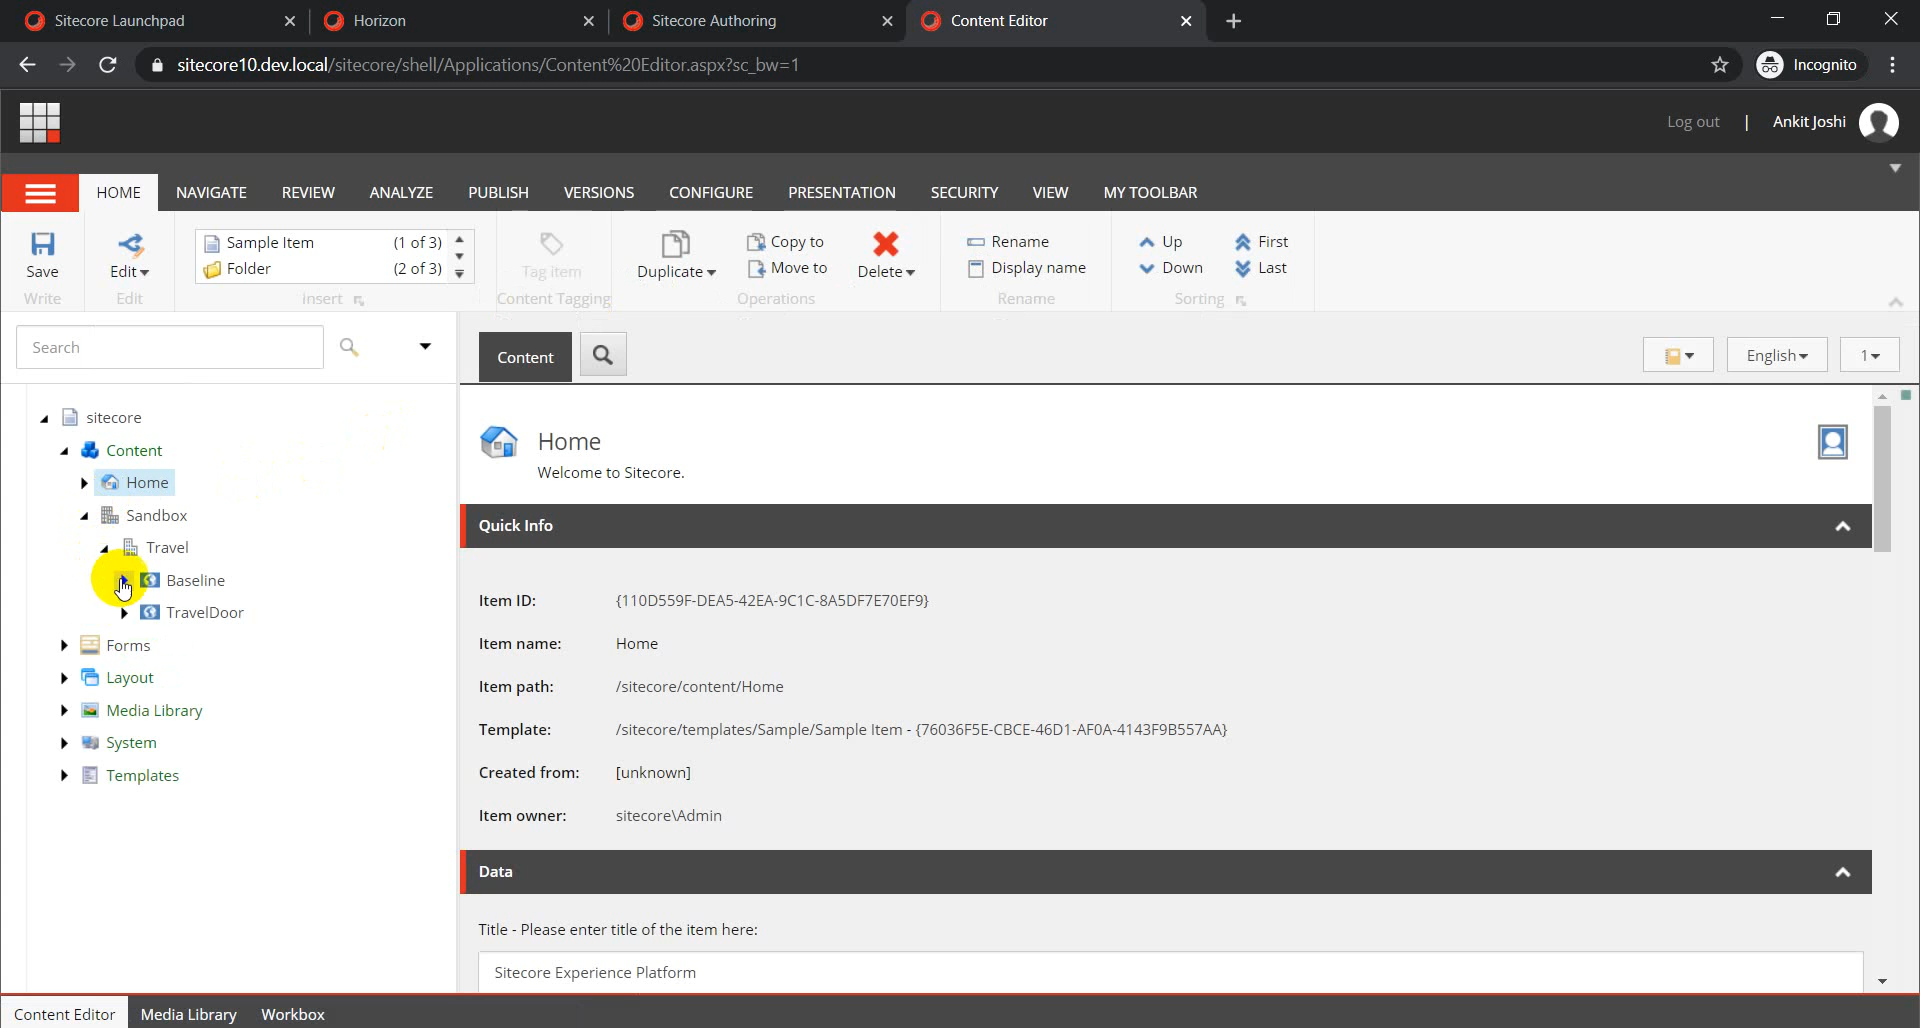 Sitecore Launchpad
Horizon
Sitecore Authoring
Content Editor
sitecore10.dev.local/sitecore/shell/Applications/Content%20Editor.aspx?sc_bw=1
Incognito
Log out | Ankit Joshi
HOME NAVIGATE REVIEW ANALYZE PUBLISH VERSIONS CONFIGURE PRESENTATION SECURITY VIEW MY TOOLBAR
Save
Write
Edit
Edit
Sample Item (1 of 3)
Folder (2 of 3)
Insert
Tag item
Content Tagging
Duplicate
Copy to
Move to
Delete
Operations
Rename
Display name
Rename
Up
Down
First
Last
Sorting
Search
Content
English
1
sitecore
Content
Home
Sandbox
Travel
Baseline
TravelDoor
Forms
Layout
Media Library
System
Templates
Home
Welcome to Sitecore.
Quick Info
Item ID: {110D559F-DEA5-42EA-9C1C-8A5DF7E70EF9}
Item name: Home
Item path: /sitecore/content/Home
Template: /sitecore/templates/Sample/Sample Item - {76036F5E-CBCE-46D1-AF0A-4143F9B557AA}
Created from: [unknown]
Item owner: sitecore\Admin
Data
Title - Please enter title of the item here:
Sitecore Experience Platform
Content Editor Media Library Workbox